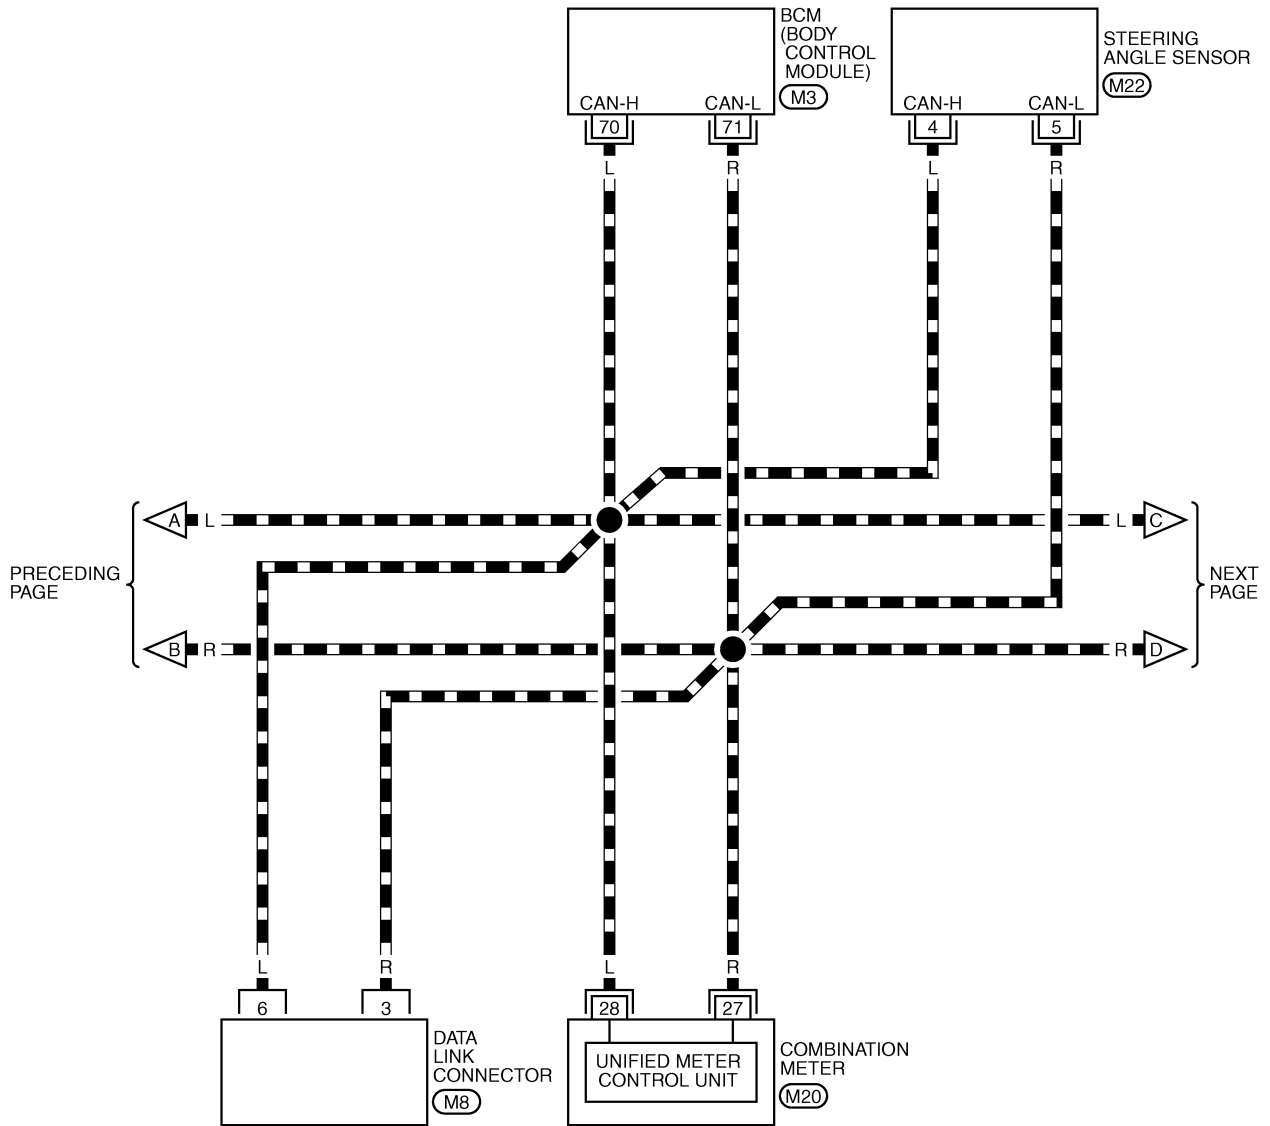 BCM
(BODY
CONTROL
MODULE)
M3
CAN-H CAN-L
70 71
L R
STEERING
ANGLE SENSOR
M22
CAN-H CAN-L
4 5
L R
PRECEDING
PAGE
A L
B R
L C
R D
NEXT
PAGE
L R
6 3
DATA
LINK
CONNECTOR
M8
L R
28 27
UNIFIED METER
CONTROL UNIT
COMBINATION
METER
M20